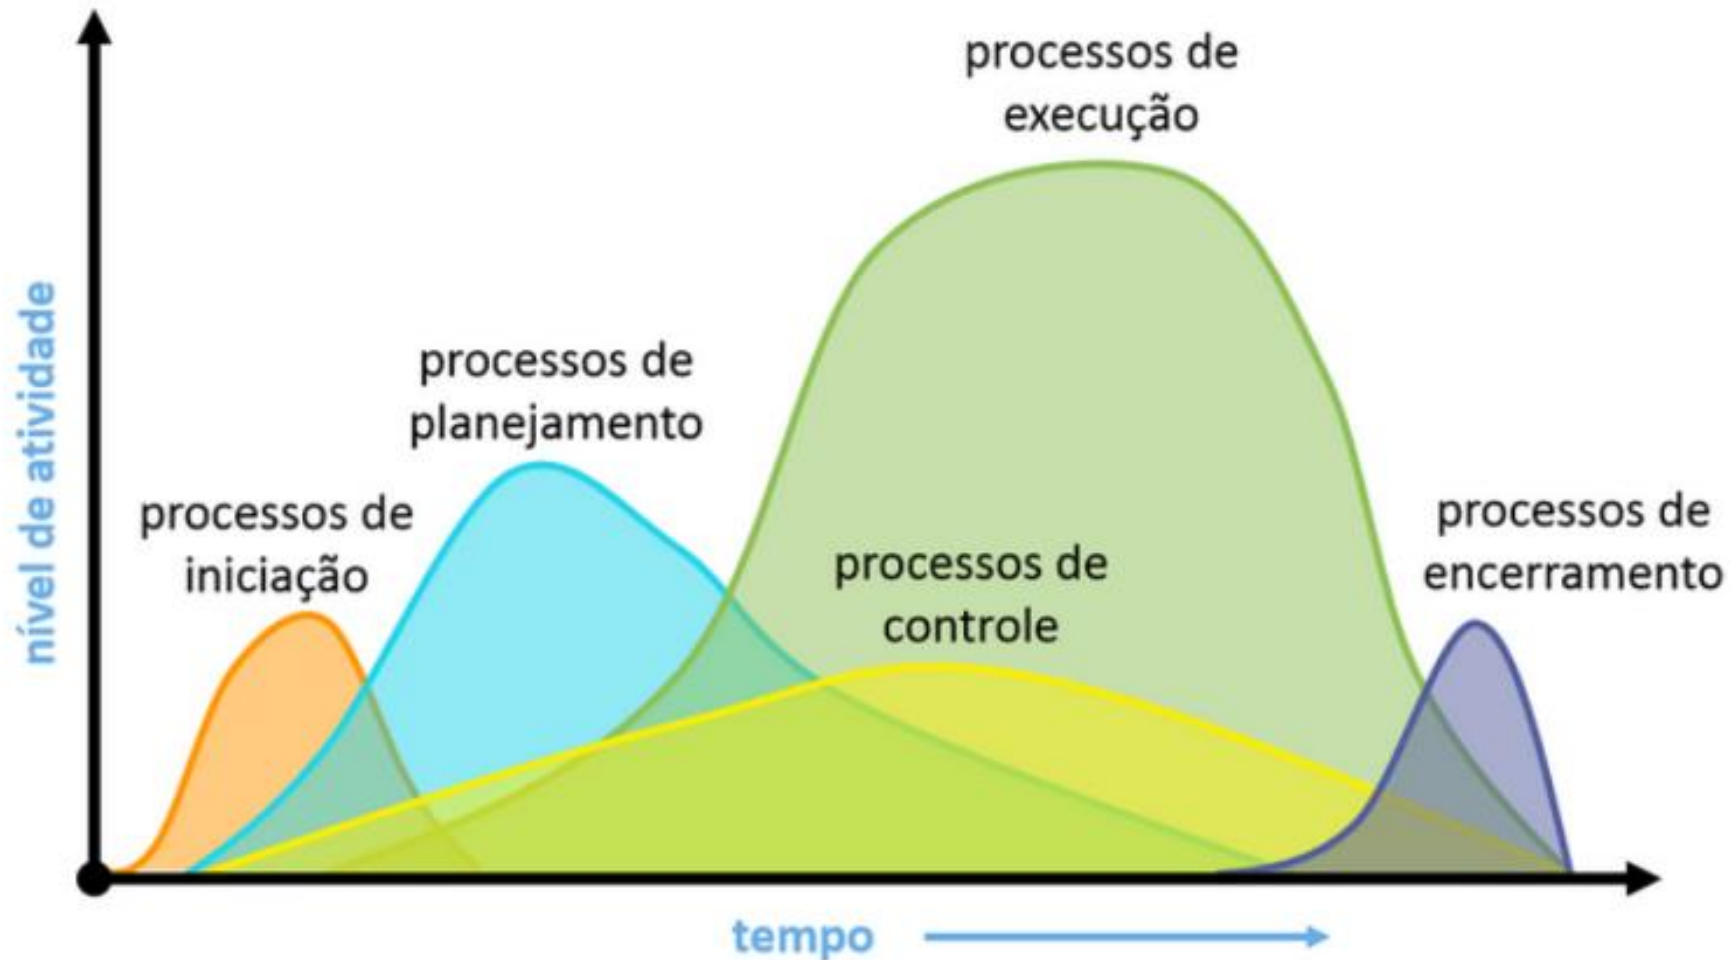 processos de
execução
processos de
planejamento
processos de
iniciação
processos de
controle
processos de
encerramento
nível de atividade
tempo